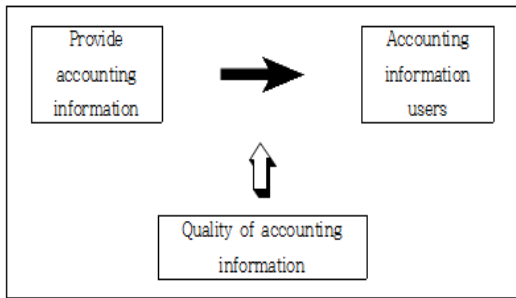 Provide
accounting
information
Accounting
information
users
Quality of accounting
information